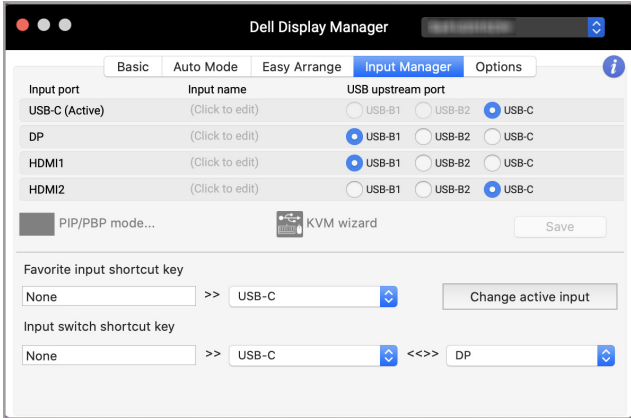 Dell Display Manager
Basic Auto Mode Easy Arrange Input Manager Options i
Input port Input name USB upstream port
USB-C (Active) (Click to edit) USB-B1 USB-B2 USB-C
DP (Click to edit) USB-B1 USB-B2 USB-C
HDMI1 (Click to edit) USB-B1 USB-B2 USB-C
HDMI2 (Click to edit) USB-B1 USB-B2 USB-C
PIP/PBP mode... KVM wizard Save
Favorite input shortcut key
None >> USB-C Change active input
Input switch shortcut key
None >> USB-C <<>> DP